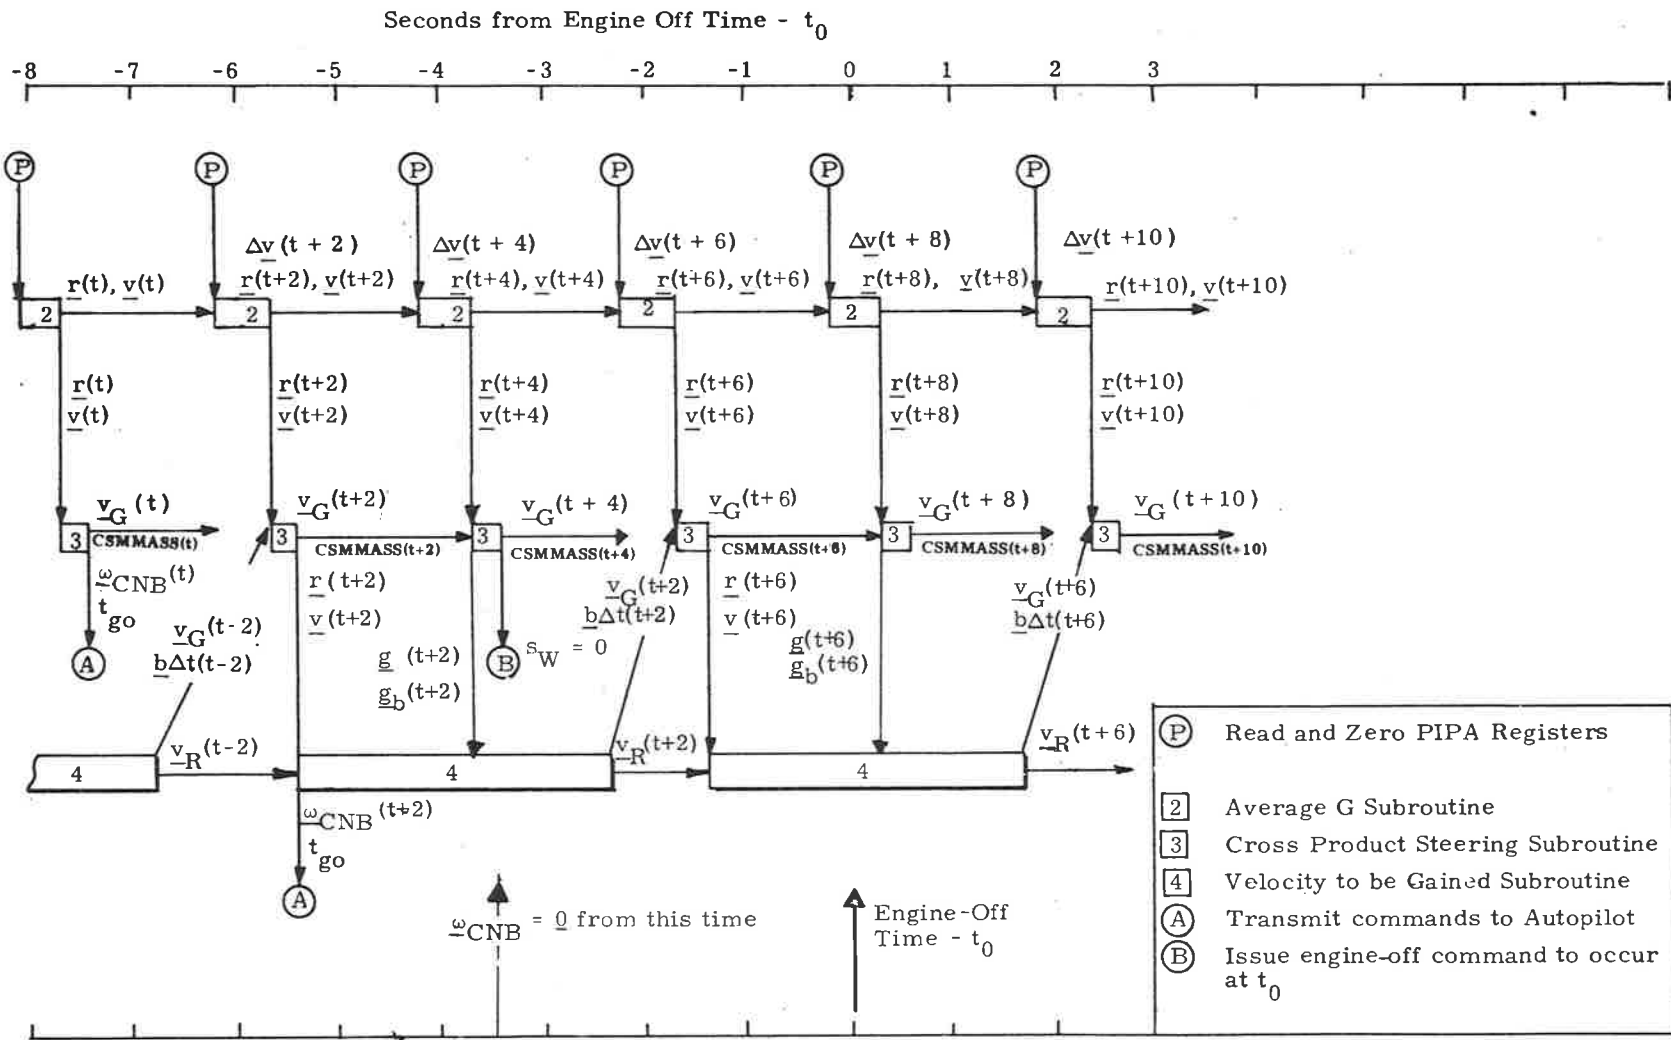 Seconds from Engine Off Time - t0
-8 -7 -6 -5 -4 -3 -2 -1 0 1 2 3
P P P P P P
Δv(t + 2) Δv(t + 4) Δv(t + 6) Δv(t + 8) Δv(t +10)
r(t), v(t) r(t+2), v(t+2) r(t+4), v(t+4) r(t+6), v(t+6) r(t+8), v(t+8) r(t+10), v(t+10)
2 2 2 2 2 2
r(t) r(t+2) r(t+4) r(t+6) r(t+8) r(t+10)
v(t) v(t+2) v(t+4) v(t+6) v(t+8) v(t+10)
vG (t) vG(t+2) vG(t + 4) vG(t+6) vG(t + 8) vG (t+10)
3 3 3 3 3 3
CSMMASS(t) CSMMASS(t+2) CSMMASS(t+4) CSMMASS(t+6) CSMMASS(t+8) CSMMASS(t+10)
ωCNB(t) r(t+2) vG(t+2) r(t+6) vG(t+6)
tgo v(t+2) bΔt(t+2) v(t+6) bΔt(t+6)
vG(t-2) g (t+2) sW = 0 g(t+6)
A bΔt(t-2) gb(t+2) B gb(t+6)
vR(t-2) vR(t+2) vR(t+6)
4 4 4
ωCNB(t+2)
tgo
A
ωCNB = 0 from this time
Engine-Off
Time - t0
P Read and Zero PIPA Registers
2 Average G Subroutine
3 Cross Product Steering Subroutine
4 Velocity to be Gained Subroutine
A Transmit commands to Autopilot
B Issue engine-off command to occur
at t0